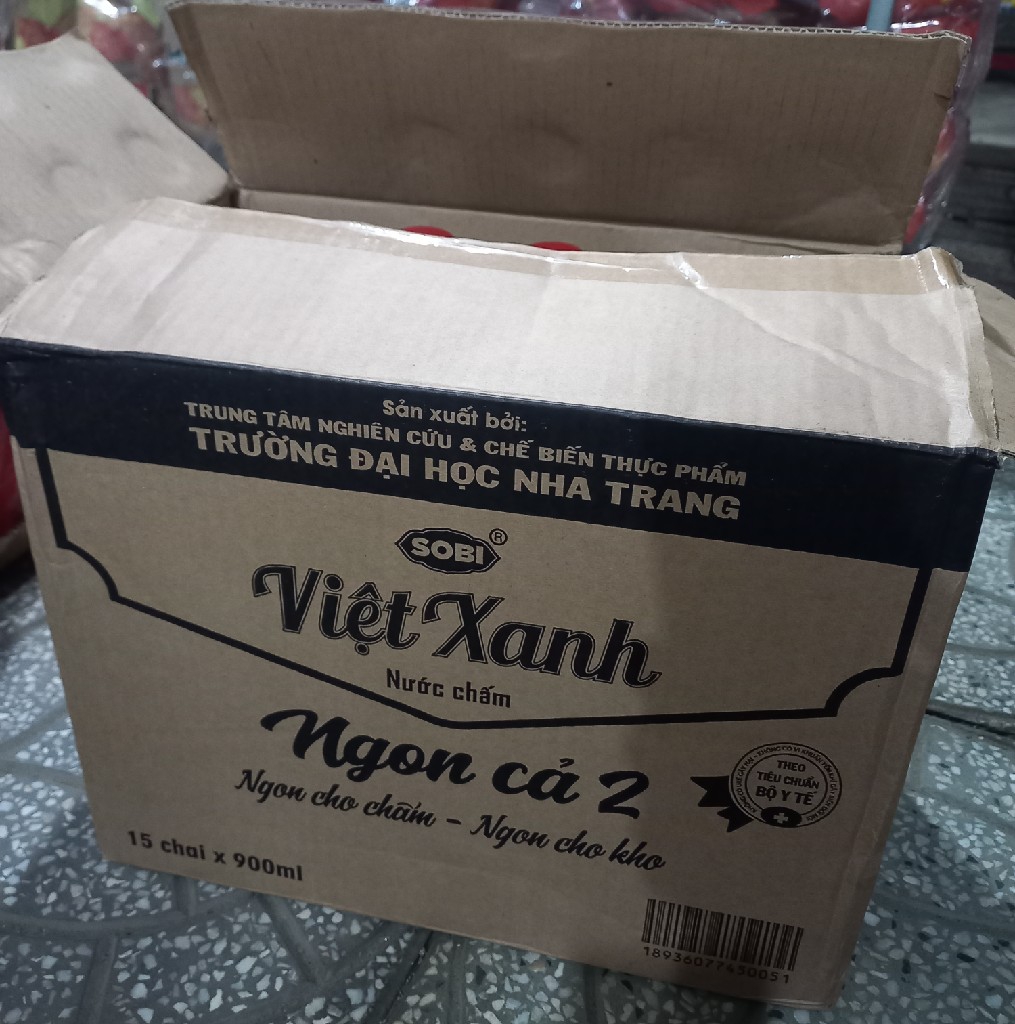 Sản xuất bởi:
TRUNG TÂM NGHIÊN CỨU & CHẾ BIẾN THỰC PHẨM
TRƯỜNG ĐẠI HỌC NHA TRANG
SOBI®
Việt Xanh
Nước chấm
Ngon cả 2
Ngon cho chấm - Ngon cho kho
THEO
TIÊU CHUẨN
BỘ Y TẾ
15 chai x 900ml
18936077450051